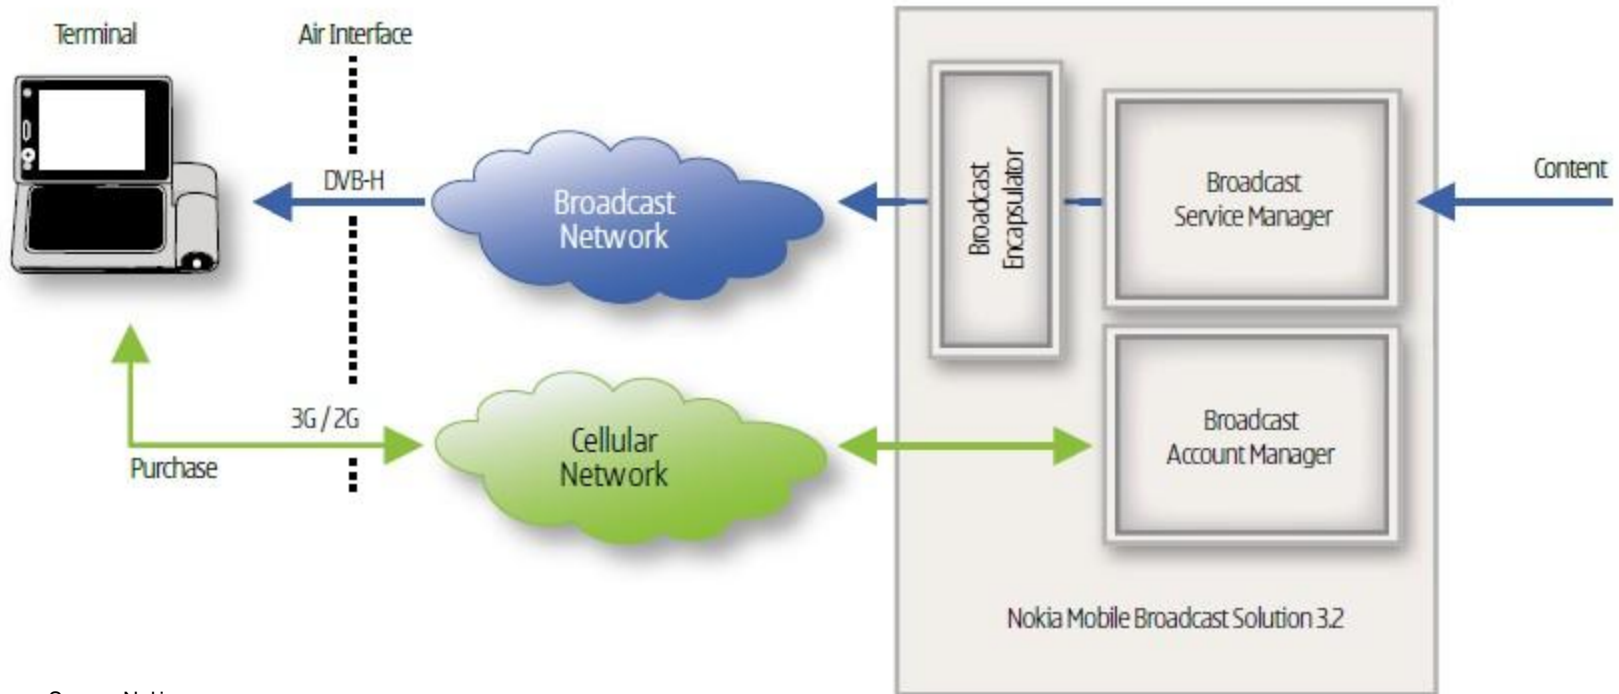 Terminal
Air Interface
DVB-H
Broadcast
Network
Broadcast
Encapsulator
Broadcast
Service Manager
Content
3G / 2G
Purchase
Cellular
Network
Broadcast
Account Manager
Nokia Mobile Broadcast Solution 3.2